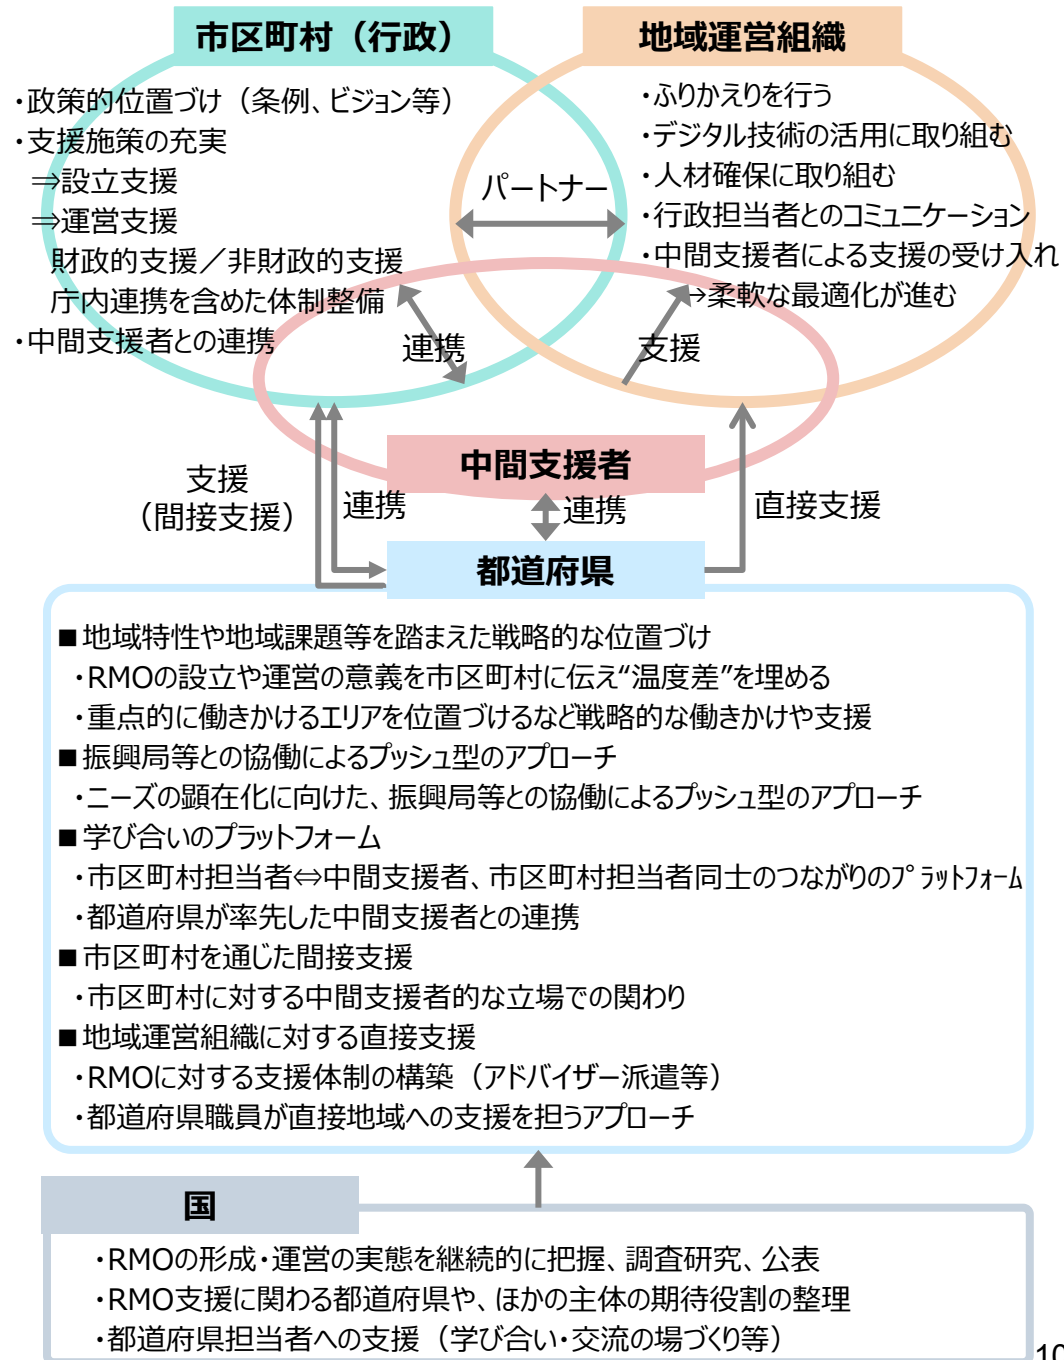 市区町村（行政）
・政策的位置づけ（条例、ビジョン等）
・支援施策の充実
⇒設立支援
⇒運営支援
財政的支援／非財政的支援
庁内連携を含めた体制整備
・中間支援者との連携
地域運営組織
・ふりかえりを行う
・デジタル技術の活用に取り組む
・人材確保に取り組む
・行政担当者とのコミュニケーション
・中間支援者による支援の受け入れ
→柔軟な最適化が進む
パートナー
連携
支援
中間支援者
支援
（間接支援）
連携
連携
直接支援
都道府県
■地域特性や地域課題等を踏まえた戦略的な位置づけ
・RMOの設立や運営の意義を市区町村に伝え“温度差”を埋める
・重点的に働きかけるエリアを位置づけるなど戦略的な働きかけや支援
■振興局等との協働によるプッシュ型のアプローチ
・ニーズの顕在化に向けた、振興局等との協働によるプッシュ型のアプローチ
■学び合いのプラットフォーム
・市区町村担当者⇔中間支援者、市区町村担当者同士のつながりのﾌﾟﾗｯﾄﾌｫｰﾑ
・都道府県が率先した中間支援者との連携
■市区町村を通じた間接支援
・市区町村に対する中間支援者的な立場での関わり
■地域運営組織に対する直接支援
・RMOに対する支援体制の構築（アドバイザー派遣等）
・都道府県職員が直接地域への支援を担うアプローチ
国
・RMOの形成・運営の実態を継続的に把握、調査研究、公表
・RMO支援に関わる都道府県や、ほかの主体の期待役割の整理
・都道府県担当者への支援（学び合い・交流の場づくり等）